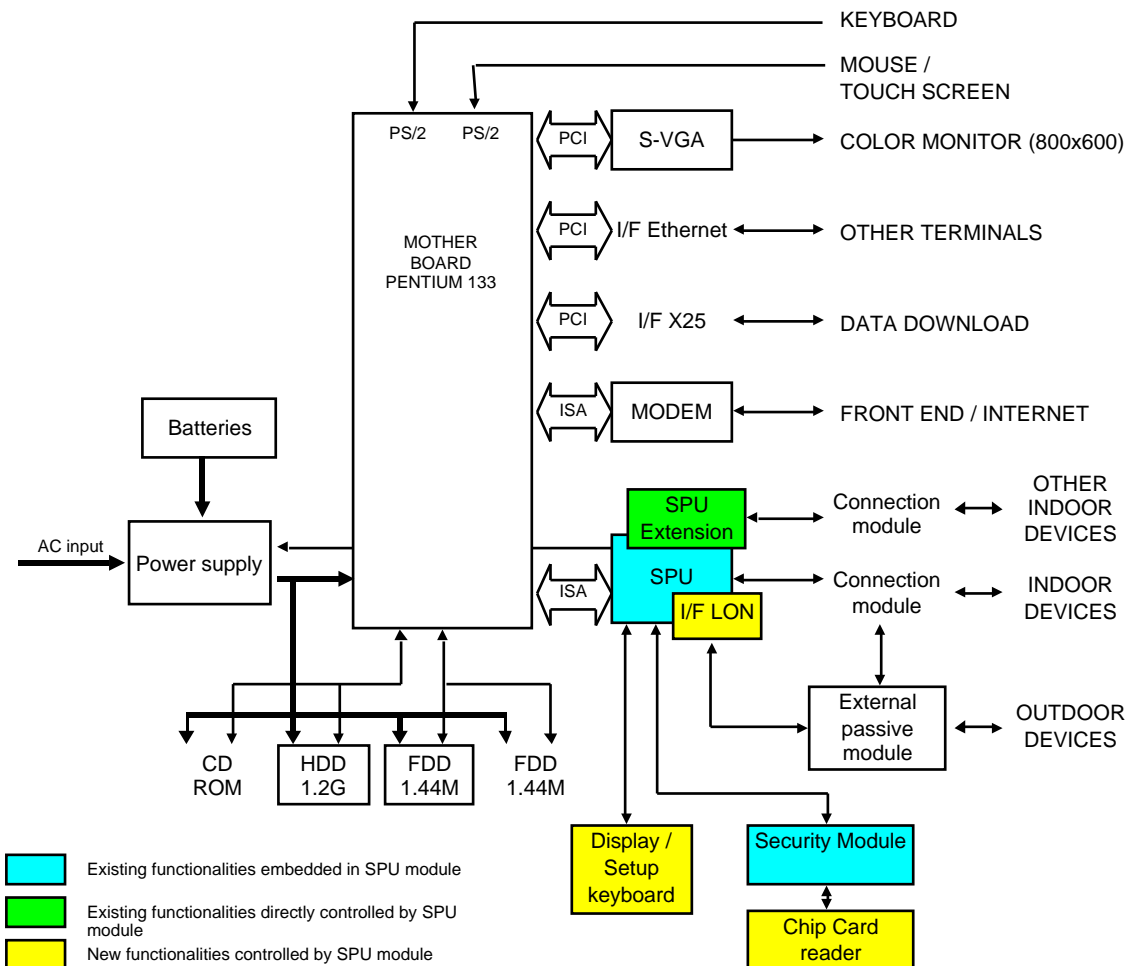 KEYBOARD
MOUSE /
TOUCH SCREEN
PS/2 PS/2
PCI
S-VGA
COLOR MONITOR (800x600)
MOTHER
BOARD
PENTIUM 133
PCI
I/F Ethernet
OTHER TERMINALS
PCI
I/F X25
DATA DOWNLOAD
ISA
MODEM
FRONT END / INTERNET
Batteries
AC input
Power supply
SPU
Extension
Connection
module
OTHER
INDOOR
DEVICES
ISA
SPU
I/F LON
Connection
module
INDOOR
DEVICES
External
passive
module
OUTDOOR
DEVICES
CD
ROM
HDD
1.2G
FDD
1.44M
FDD
1.44M
Display /
Setup
keyboard
Security Module
Chip Card
reader
Existing functionalities embedded in SPU module
Existing functionalities directly controlled by SPU
module
New functionalities controlled by SPU module